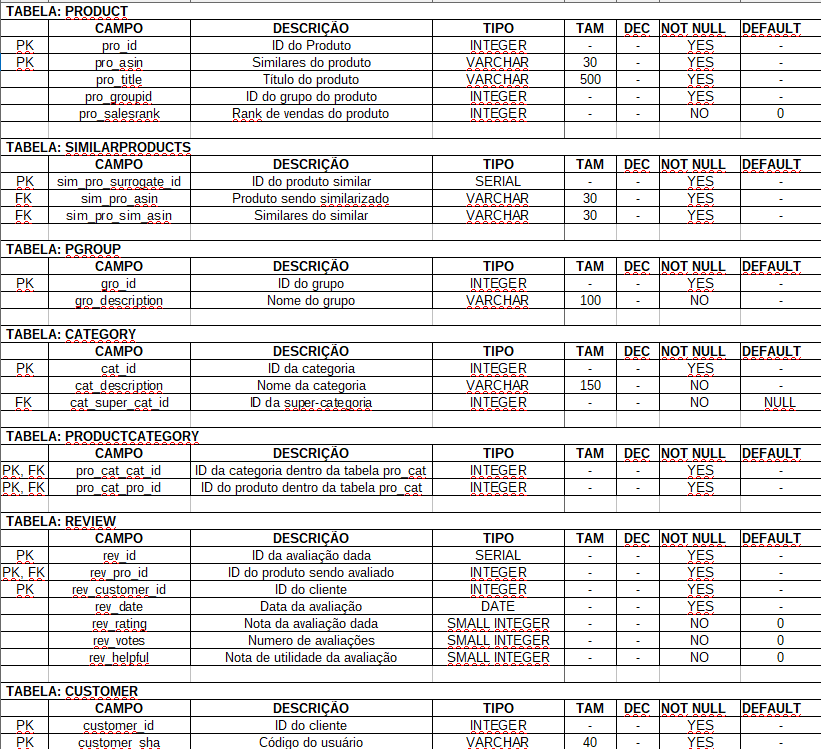 TABELA: PRODUCT
CAMPO DESCRIÇÃO TIPO TAM DEC NOT NULL DEFAULT
PK pro_id ID do Produto INTEGER - - YES -
PK pro_asin Similares do produto VARCHAR 30 - YES -
pro_title Título do produto VARCHAR 500 - YES -
pro_groupid ID do grupo do produto INTEGER - - YES -
pro_salesrank Rank de vendas do produto INTEGER - - NO 0
TABELA: SIMILARPRODUCTS
CAMPO DESCRIÇÃO TIPO TAM DEC NOT NULL DEFAULT
PK sim_pro_surrogate_id ID do produto similar SERIAL - - YES -
FK sim_pro_asin Produto sendo similarizado VARCHAR 30 - YES -
FK sim_pro_sim_asin Similares do similar VARCHAR 30 - YES -
TABELA: PGROUP
CAMPO DESCRIÇÃO TIPO TAM DEC NOT NULL DEFAULT
PK gro_id ID do grupo INTEGER - - YES -
gro_description Nome do grupo VARCHAR 100 - NO -
TABELA: CATEGORY
CAMPO DESCRIÇÃO TIPO TAM DEC NOT NULL DEFAULT
PK cat_id ID da categoria INTEGER - - YES -
cat_description Nome da categoria VARCHAR 150 - NO -
FK cat_super_cat_id ID da super-categoria INTEGER - - NO NULL
TABELA: PRODUCTCATEGORY
CAMPO DESCRIÇÃO TIPO TAM DEC NOT NULL DEFAULT
PK, FK pro_cat_cat_id ID da categoria dentro da tabela pro_cat INTEGER - - YES -
PK, FK pro_cat_pro_id ID do produto dentro da tabela pro_cat INTEGER - - YES -
TABELA: REVIEW
CAMPO DESCRIÇÃO TIPO TAM DEC NOT NULL DEFAULT
PK rev_id ID da avaliação dada SERIAL - - YES -
PK, FK rev_pro_id ID do produto sendo avaliado INTEGER - - YES -
PK rev_customer_id ID do cliente INTEGER - - YES -
rev_date Data da avaliação DATE - - YES -
rev_rating Nota da avaliação dada SMALL INTEGER - - NO 0
rev_votes Numero de avaliações SMALL INTEGER - - NO 0
rev_helpful Nota de utilidade da avaliação SMALL INTEGER - - NO 0
TABELA: CUSTOMER
CAMPO DESCRIÇÃO TIPO TAM DEC NOT NULL DEFAULT
PK customer_id ID do cliente INTEGER - - YES -
PK customer_sha Código do usuário VARCHAR 40 - YES -